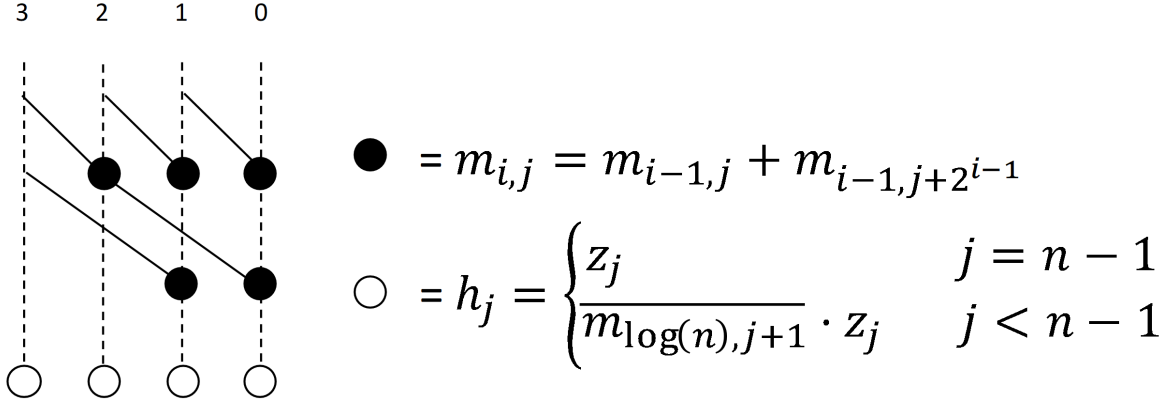 3 2 1 0
= m_{i,j} = m_{i-1,j} + m_{i-1,j+2^{i-1}}
= h_j = { z_j    j = n − 1
\overline{m_{log(n),j+1}} · z_j    j < n − 1